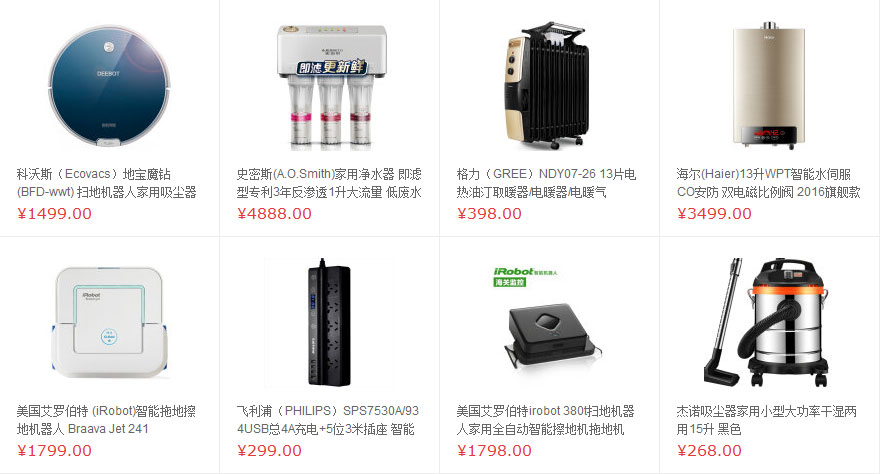 DEEBOT
即滤更新鲜
Haier
科沃斯（Ecovacs）地宝魔钻
(BFD-wwt) 扫地机器人家用吸尘器
¥1499.00
史密斯(A.O.Smith)家用净水器 即滤
型专利3年反渗透1升大流量 低废水
¥4888.00
格力（GREE）NDY07-26 13片电
热油汀取暖器/电暖器/电暖气
¥398.00
海尔(Haier)13升WPT智能水伺服
CO安防 双电磁比例阀 2016旗舰款
¥3499.00
iRobot
iRobot 智能机器人
海关监控
美国艾罗伯特 (iRobot)智能拖地擦
地机器人 Braava Jet 241
¥1799.00
飞利浦（PHILIPS）SPS7530A/93
4USB总4A充电+5位3米插座 智能
¥299.00
美国艾罗伯特irobot 380t扫地机器
人家用全自动智能擦地机拖地机
¥1798.00
杰诺吸尘器家用小型大功率干湿两
用15升 黑色
¥268.00